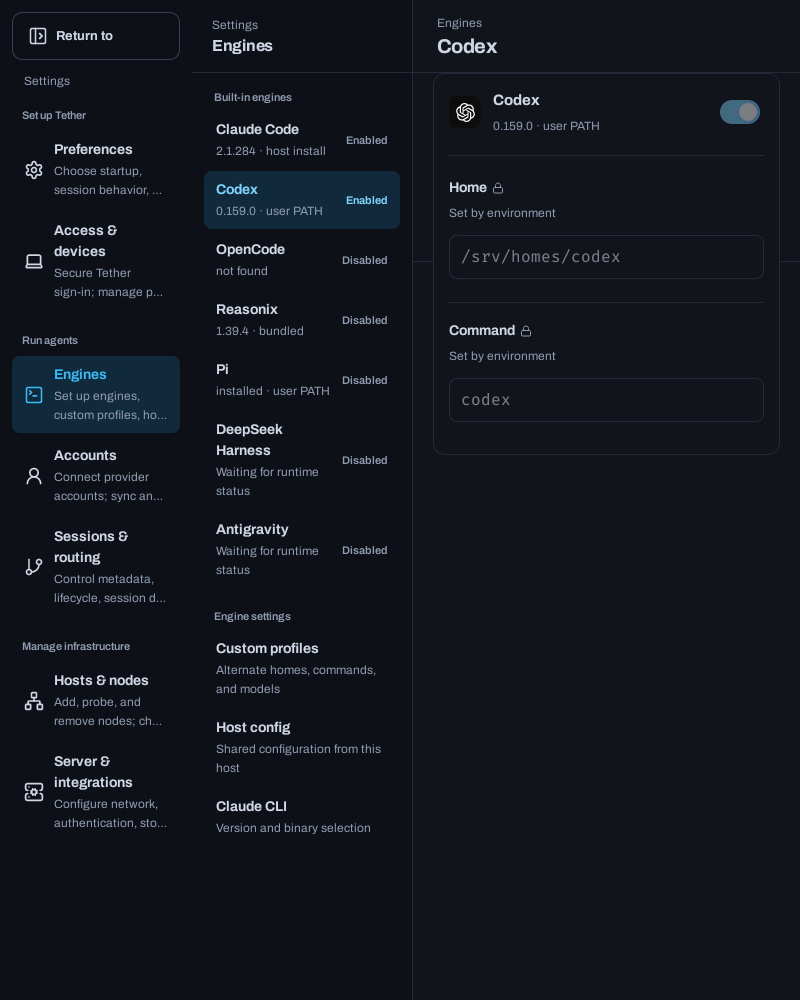 Return to
Settings
Set up Tether
Preferences
Choose startup,
session behavior, ...
Access &
devices
Secure Tether
sign-in; manage p...
Run agents
Engines
Set up engines,
custom profiles, ho...
Accounts
Connect provider
accounts; sync an...
Sessions &
routing
Control metadata,
lifecycle, session d...
Manage infrastructure
Hosts & nodes
Add, probe, and
remove nodes; ch...
Server &
integrations
Configure network,
authentication, sto...
Settings
Engines
Built-in engines
Claude Code
2.1.284 · host install
Enabled
Codex
0.159.0 · user PATH
Enabled
OpenCode
not found
Disabled
Reasonix
1.39.4 · bundled
Disabled
Pi
installed · user PATH
Disabled
DeepSeek
Harness
Waiting for runtime
status
Disabled
Antigravity
Waiting for runtime
status
Disabled
Engine settings
Custom profiles
Alternate homes, commands,
and models
Host config
Shared configuration from this
host
Claude CLI
Version and binary selection
Engines
Codex
Codex
0.159.0 · user PATH
Home
Set by environment
/srv/homes/codex
Command
Set by environment
codex